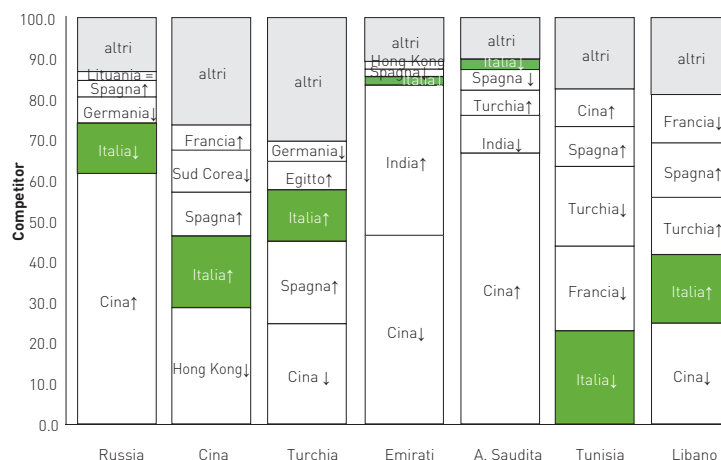 100.0
90.0
80.0
70.0
60.0
50.0
40.0
30.0
20.0
10.0
0.0
Competitor
altri
Lituania =
Spagna↑
Germania↓
Italia↓
Cina↑
Russia
altri
Francia↑
Sud Corea↓
Spagna↑
Italia↑
Hong Kong↓
Cina
altri
Germania↓
Egitto↑
Italia↑
Spagna↑
Cina ↓
Turchia
altri
Hong Kong
Spagna↓
Italia↓
India↑
Cina↓
Emirati
altri
Italia↓
Spagna ↓
Turchia↑
India↓
Cina↑
A. Saudita
altri
Cina↑
Spagna↑
Turchia↓
Francia↓
Italia↓
Tunisia
altri
Francia↓
Spagna↑
Turchia↑
Italia↑
Cina↓
Libano